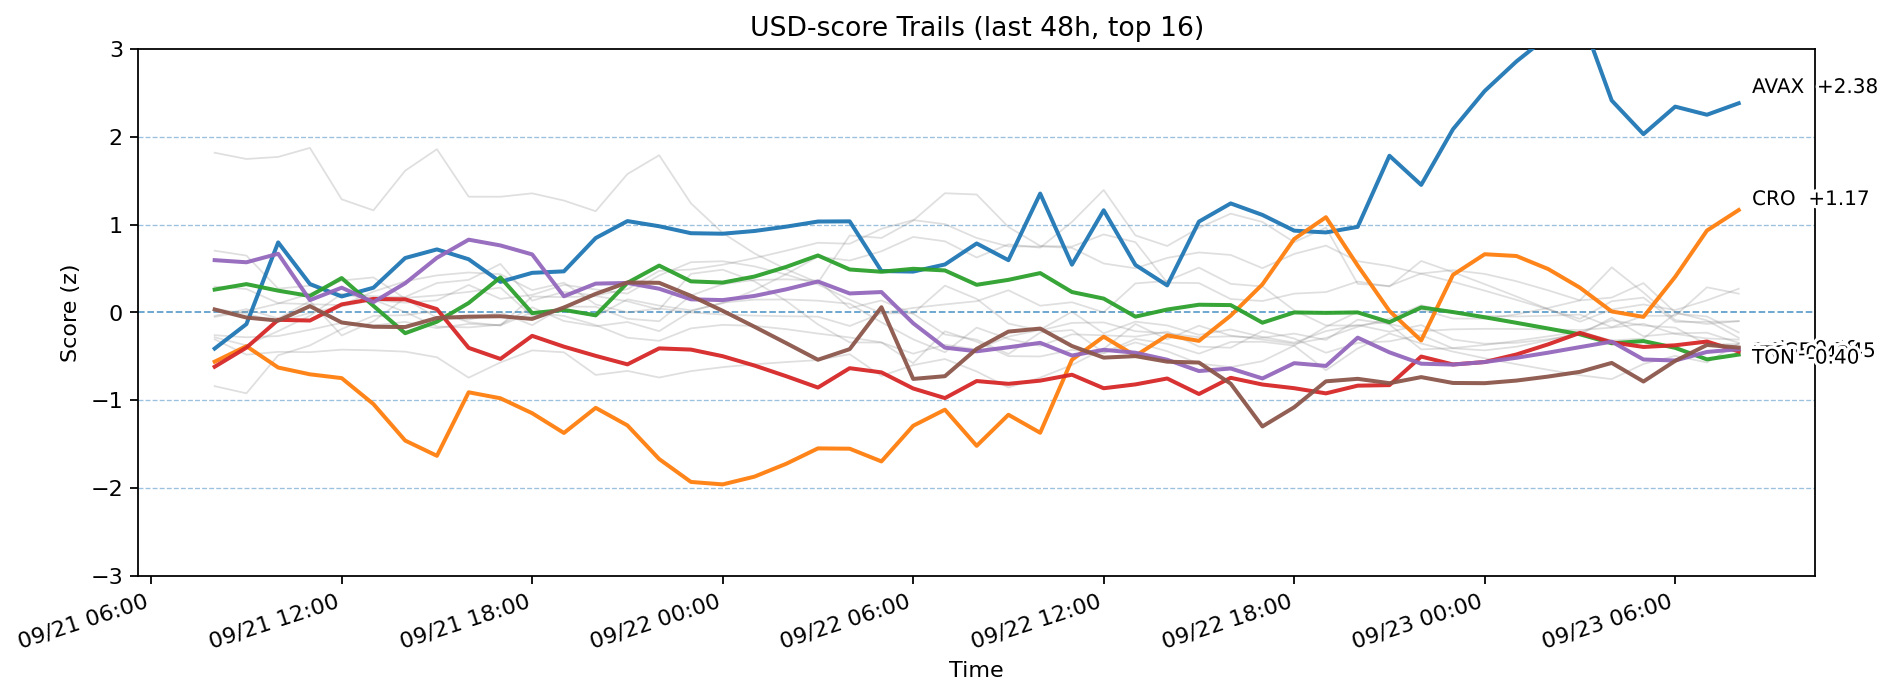 USD-score Trails (last 48h, top 16)
3
2
1
0
−1
−2
−3
Score (z)
AVAX +2.38
CRO +1.17
TON -0.40
09/21 06:00
09/21 12:00
09/21 18:00
09/22 00:00
09/22 06:00
09/22 12:00
09/22 18:00
09/23 00:00
09/23 06:00
Time